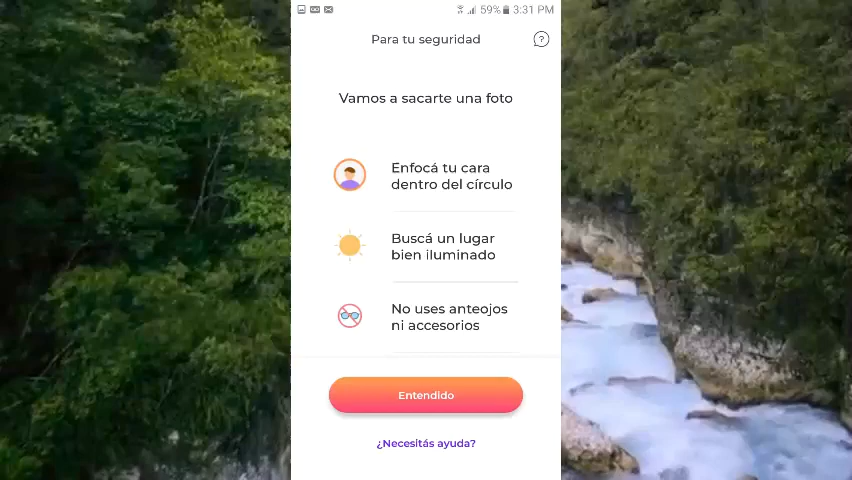 59% 3:31 PM
Para tu seguridad
?
Vamos a sacarte una foto
Enfocá tu cara
dentro del círculo
Buscá un lugar
bien iluminado
No uses anteojos
ni accesorios
Entendido
¿Necesitás ayuda?